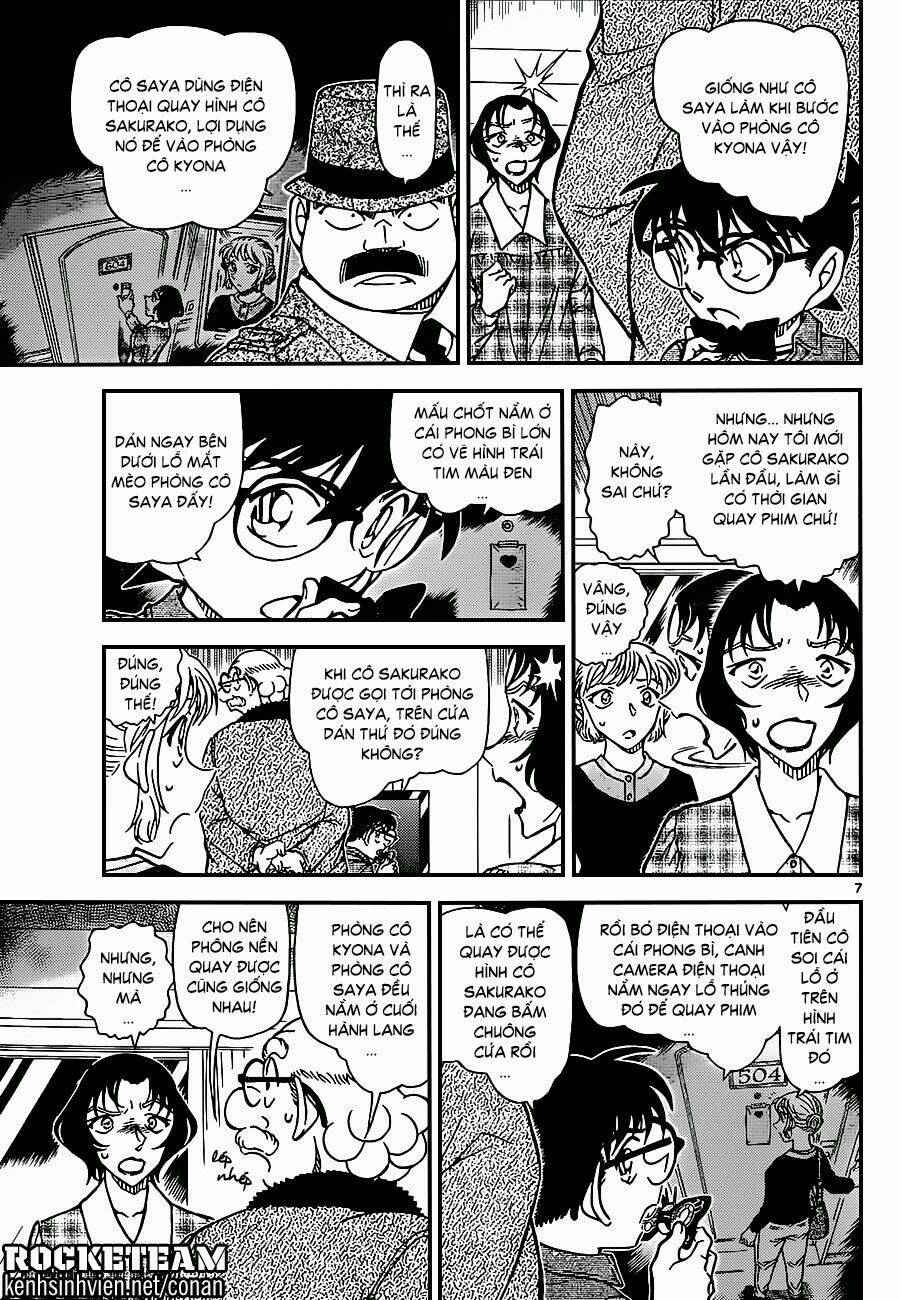 GIỐNG NHƯ CÔ
SAYA LÀM KHI BƯỚC
VÀO PHÒNG CÔ
KYONA VẬY!
THÌ RA
LÀ
THẾ
...
CÔ SAYA DÙNG ĐIỆN
THOẠI QUAY HÌNH CÔ
SAKURAKO, LỢI DỤNG
NÓ ĐỂ VÀO PHÒNG
CÔ KYONA
...
604
NHƯNG... NHƯNG
HÔM NAY TÔI MỚI
GẶP CÔ SAKURAKO
LẦN ĐẦU, LÀM GÌ
CÓ THỜI GIAN
QUAY PHIM CHỨ!
NÀY,
KHÔNG
SAI CHỨ?
VÂNG,
ĐÚNG
VẬY
...
MẤU CHỐT NẰM Ở
CÁI PHONG BÌ LỚN
CÓ VẼ HÌNH TRÁI
TIM MÀU ĐEN
...
DÁN NGAY BÊN
DƯỚI LỖ MẮT
MÈO PHÒNG CÔ
SAYA ĐẤY!
KHI CÔ SAKURAKO
ĐƯỢC GỌI TỚI PHÒNG
CÔ SAYA, TRÊN CỬA
DÁN THỨ ĐÓ ĐÚNG
KHÔNG?
ĐÚNG,
ĐÚNG
THẾ!
7
ĐẦU
TIÊN CÔ
SOI CÁI
LỖ Ở
TRÊN
HÌNH
TRÁI TIM
ĐÓ
...
RỒI BỎ ĐIỆN THOẠI VÀO
CÁI PHONG BÌ, CANH
CAMERA ĐIỆN THOẠI
NẰM NGAY LỖ THỦNG
ĐÓ ĐỂ QUAY PHIM
...
LÀ CÓ THỂ
QUAY ĐƯỢC
HÌNH CÔ
SAKURAKO
ĐANG BẤM
CHUÔNG
CỬA RỒI
504
PHÒNG CÔ
KYONA VÀ
PHÒNG CÔ
SAYA ĐỀU
NẰM Ở CUỐI
HÀNH LANG
...
CHO NÊN
PHÔNG NỀN
QUAY ĐƯỢC
CŨNG GIỐNG
NHAU!
NHƯNG,
NHƯNG
MÀ
...
lép
nhép
ROCKETEAM
kenhsinhvien.net/conan